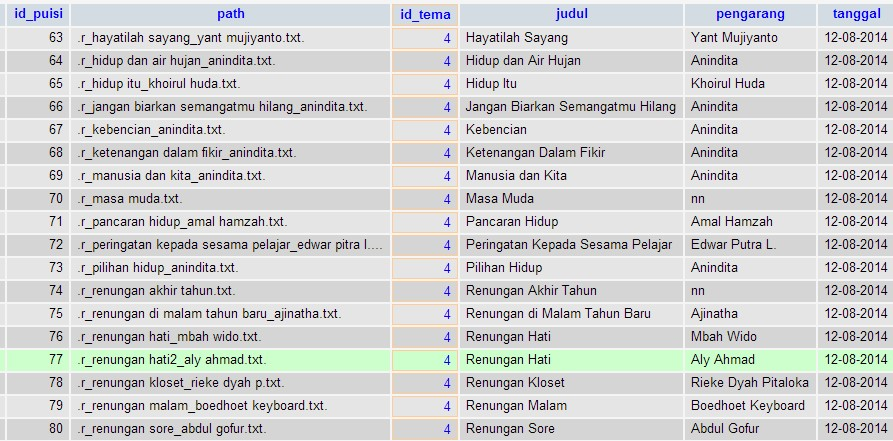 id_puisi path id_tema judul pengarang tanggal
63 .r_hayatilah sayang_yant mujiyanto.txt. 4 Hayatilah Sayang Yant Mujiyanto 12-08-2014
64 .r_hidup dan air hujan_anindita.txt. 4 Hidup dan Air Hujan Anindita 12-08-2014
65 .r_hidup itu_khoirul huda.txt. 4 Hidup Itu Khoirul Huda 12-08-2014
66 .r_jangan biarkan semangatmu hilang_anindita.txt. 4 Jangan Biarkan Semangatmu Hilang Anindita 12-08-2014
67 .r_kebencian_anindita.txt. 4 Kebencian Anindita 12-08-2014
68 .r_ketenangan dalam fikir_anindita.txt. 4 Ketenangan Dalam Fikir Anindita 12-08-2014
69 .r_manusia dan kita_anindita.txt. 4 Manusia dan Kita Anindita 12-08-2014
70 .r_masa muda.txt. 4 Masa Muda nn 12-08-2014
71 .r_pancaran hidup_amal hamzah.txt. 4 Pancaran Hidup Amal Hamzah 12-08-2014
72 .r_peringatan kepada sesama pelajar_edwar pitra l.... 4 Peringatan Kepada Sesama Pelajar Edwar Putra L. 12-08-2014
73 .r_pilihan hidup_anindita.txt. 4 Pilihan Hidup Anindita 12-08-2014
74 .r_renungan akhir tahun.txt. 4 Renungan Akhir Tahun nn 12-08-2014
75 .r_renungan di malam tahun baru_ajinatha.txt. 4 Renungan di Malam Tahun Baru Ajinatha 12-08-2014
76 .r_renungan hati_mbah wido.txt. 4 Renungan Hati Mbah Wido 12-08-2014
77 .r_renungan hati2_aly ahmad.txt. 4 Renungan Hati Aly Ahmad 12-08-2014
78 .r_renungan kloset_rieke dyah p.txt. 4 Renungan Kloset Rieke Dyah Pitaloka 12-08-2014
79 .r_renungan malam_boedhoet keyboard.txt. 4 Renungan Malam Boedhoet Keyboard 12-08-2014
80 .r_renungan sore_abdul gofur.txt. 4 Renungan Sore Abdul Gofur 12-08-2014